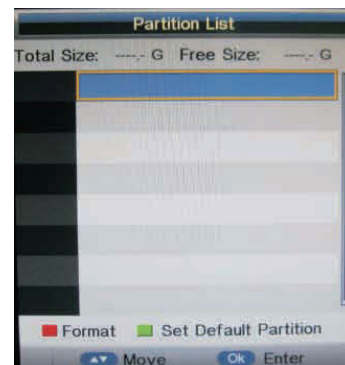 Partition List
Total Size: ----.- G Free Size: ----.- G
Format Set Default Partition
Move Ok Enter